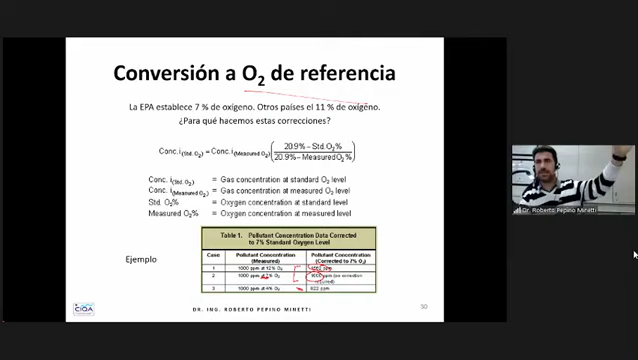 Conversión a O2 de referencia
La EPA establece 7 % de oxígeno. Otros países el 11 % de oxígeno.
¿Para qué hacemos estas correcciones?
Conc.i(Std. O2) = Conc.i(Measured O2) (20.9% – Std.O2% / 20.9% – Measured O2%)
Conc.i(Std. O2) = Gas concentration at standard O2 level
Conc.i(Measured O2) = Gas concentration at measured O2 level
Std. O2% = Oxygen concentration at standard level
Measured O2% = Oxygen concentration at measured level
Ejemplo
Table 1. Pollutant Concentration Data Corrected
to 7% Standard Oxygen Level
Case Pollutant Concentration (Measured) Pollutant Concentration (Corrected to 7% O2)
1 1000 ppm at 12% O2 ppm
2 1000 ppm at 7% O2 1000 ppm (no correction required)
3 1000 ppm at 4% O2 822 ppm
CIQA
DR. ING. ROBERTO PEPINO MINETTI
30
Dr. Roberto Pepino Minetti